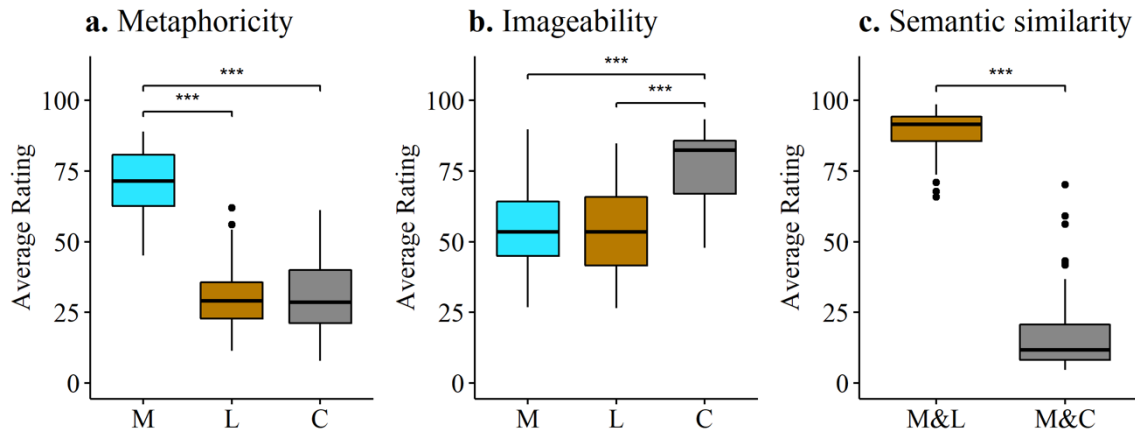 a. Metaphoricity
***
***
100
75
50
25
0
Average Rating
M L C
b. Imageability
***
***
100
75
50
25
0
Average Rating
M L C
c. Semantic similarity
***
100
75
50
25
0
Average Rating
M&L M&C